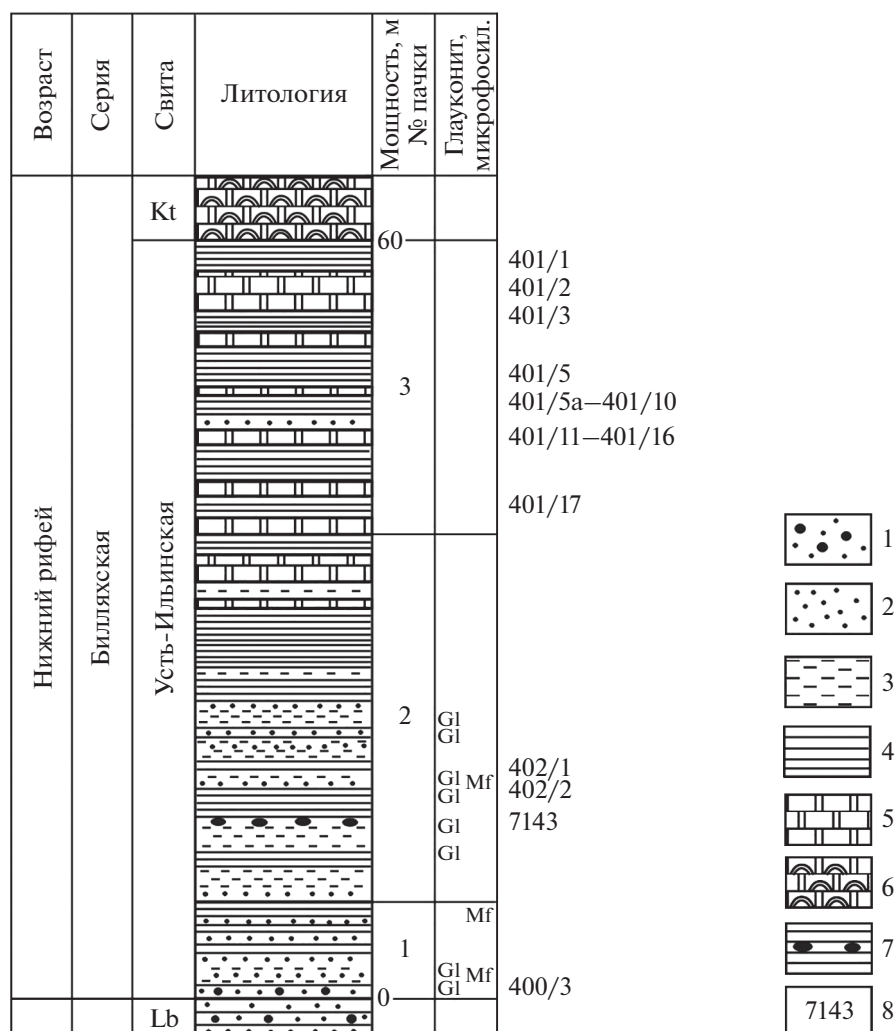 Возраст
Серия
Свита
Литология
Мощность, м
№ пачки
Глауконит,
микрофосил.
Нижний рифей
Билляхская
Kt
Усть-Ильинская
Lb
60
3
2
1
0
Gl
Gl
Gl Mf
Gl
Gl
Gl
Mf
Gl Mf
Gl
401/1
401/2
401/3
401/5
401/5а–401/10
401/11–401/16
401/17
402/1
402/2
7143
400/3
1
2
3
4
5
6
7
7143 8